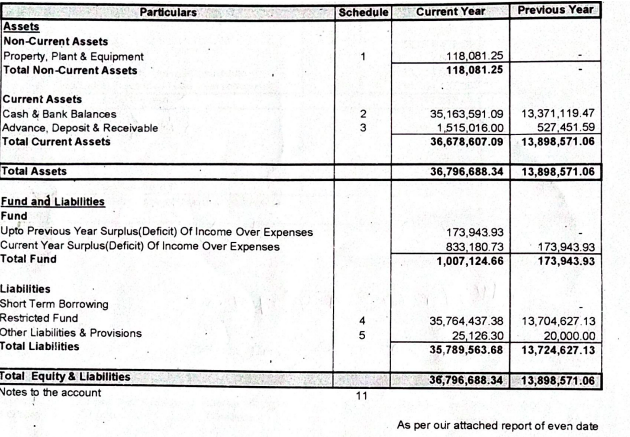 Particulars Schedule Current Year Previous Year
Assets
Non-Current Assets
Property, Plant & Equipment 1 118,081.25 -
Total Non-Current Assets 118,081.25 -
Current Assets
Cash & Bank Balances 2 35,163,591.09 13,371,119.47
Advance, Deposit & Receivable 3 1,515,016.00 527,451.59
Total Current Assets 36,678,607.09 13,898,571.06
Total Assets 36,796,688.34 13,898,571.06
Fund and Liabilities
Fund
Upto Previous Year Surplus(Deficit) Of Income Over Expenses 173,943.93 -
Current Year Surplus(Deficit) Of Income Over Expenses 833,180.73 173,943.93
Total Fund 1,007,124.66 173,943.93
Liabilities
Short Term Borrowing -
Restricted Fund 4 35,764,437.38 13,704,627.13
Other Liabilities & Provisions 5 25,126.30 20,000.00
Total Liabilities 35,789,563.68 13,724,627.13
Total Equity & Liabilities 36,796,688.34 13,898,571.06
Notes to the account 11
As per our attached report of even date